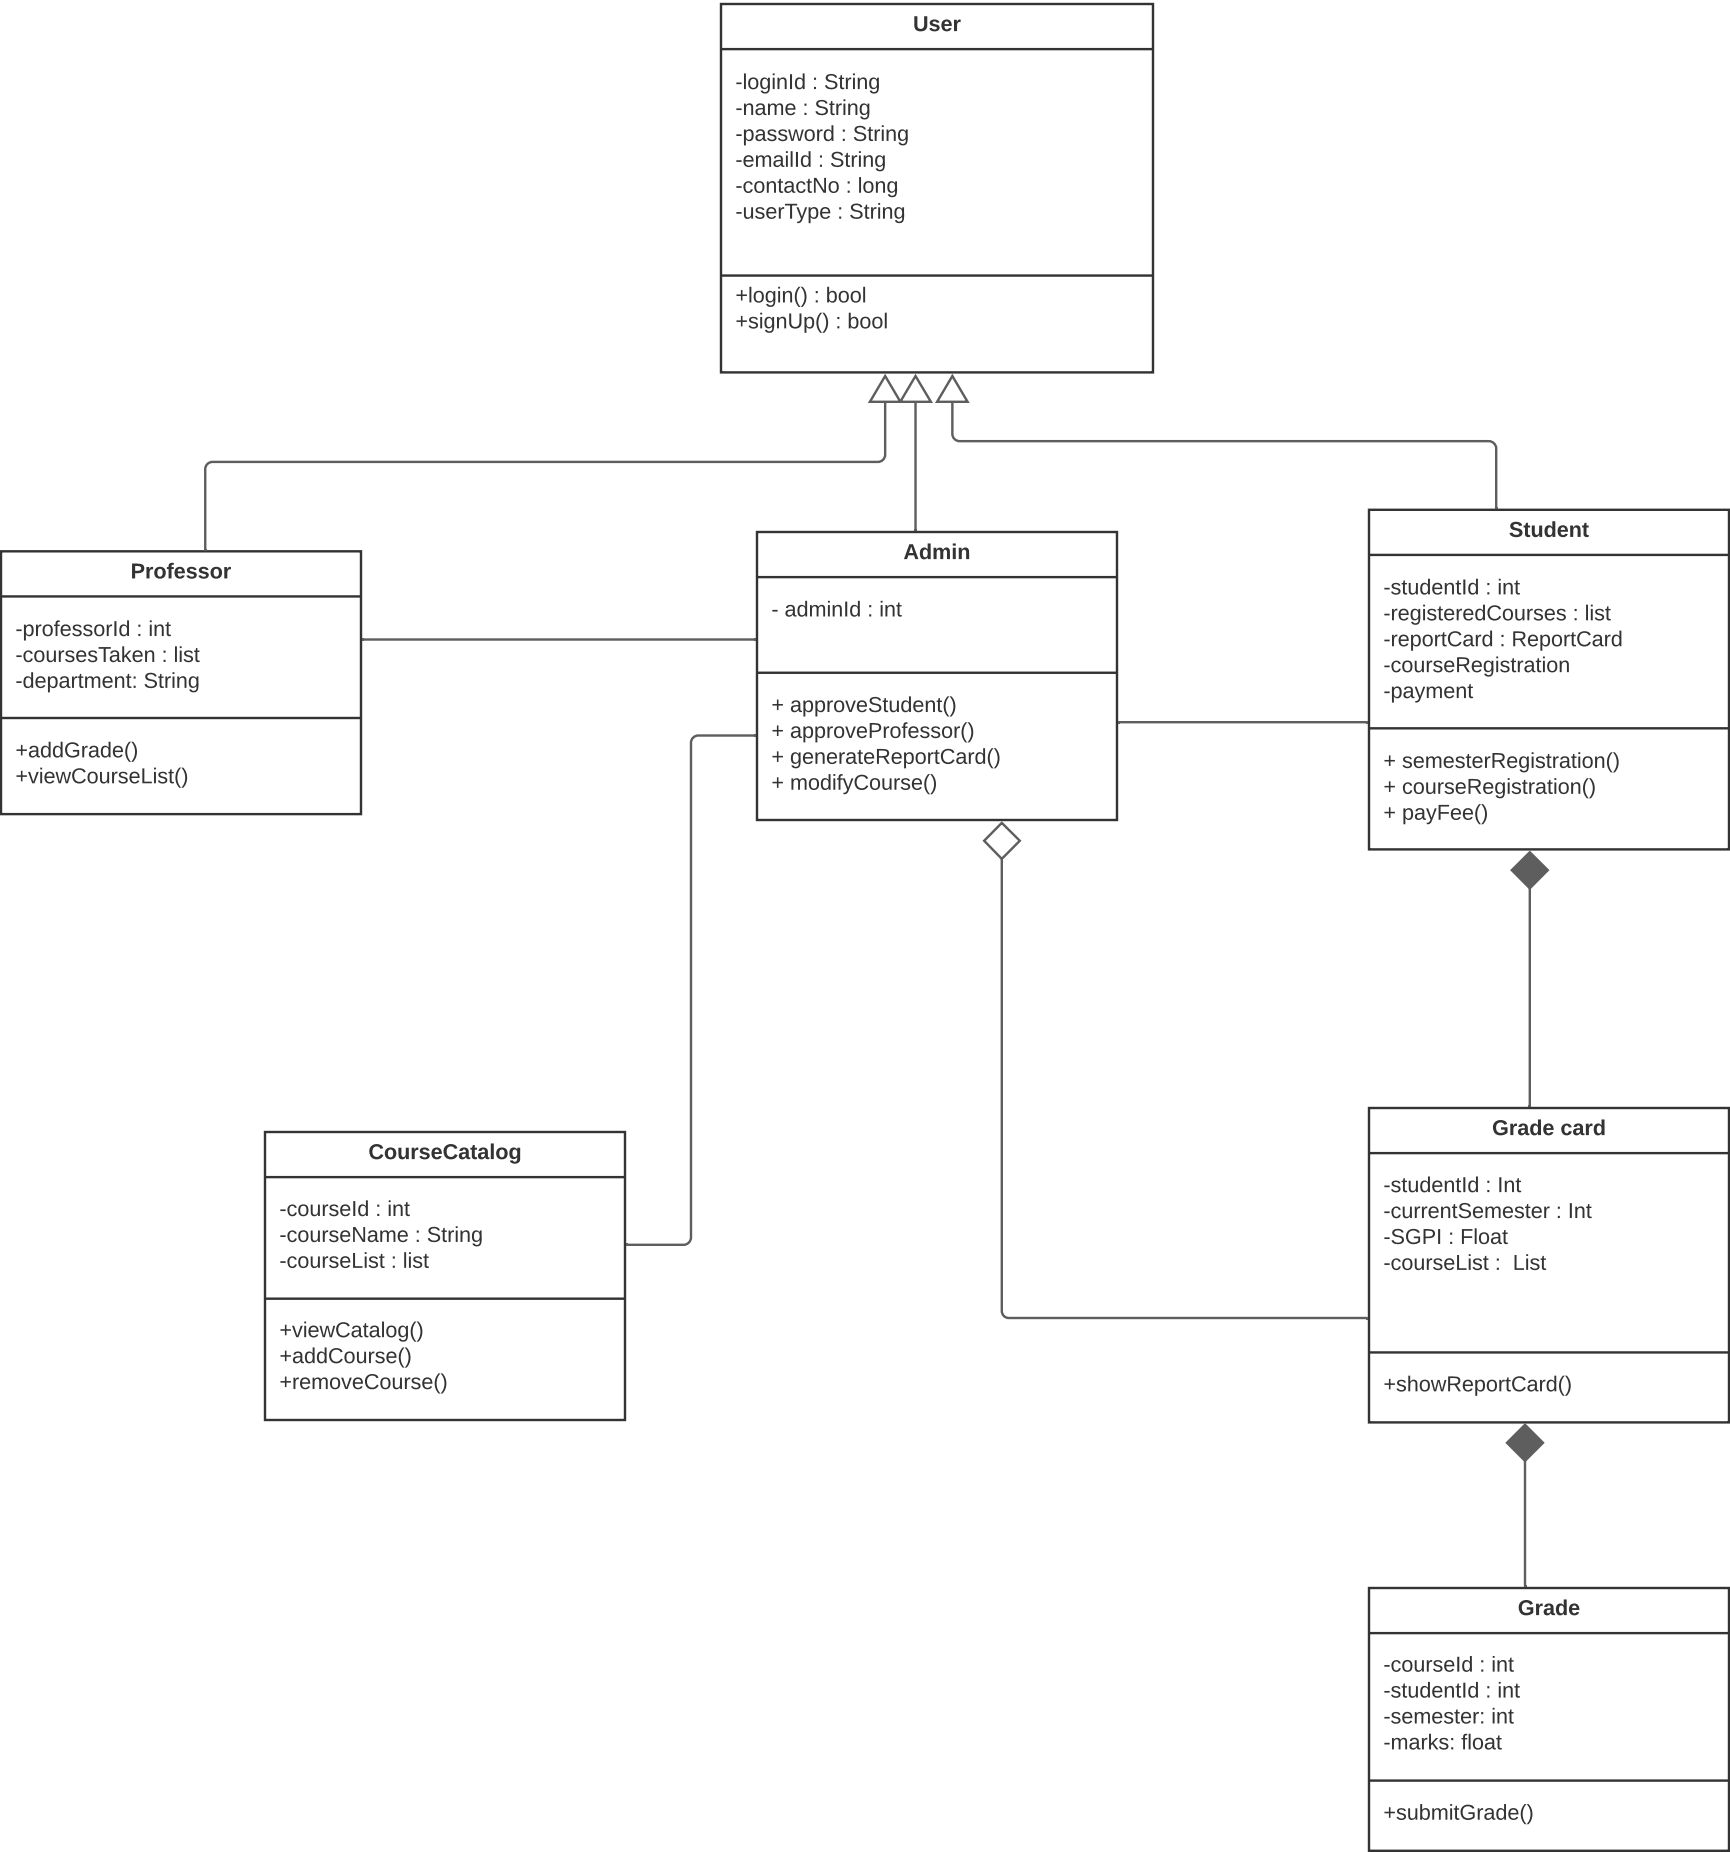 User
-loginId : String
-name : String
-password : String
-emailId : String
-contactNo : long
-userType : String
+login() : bool
+signUp() : bool
Professor
-professorId : int
-coursesTaken : list
-department: String
+addGrade()
+viewCourseList()
Admin
- adminId : int
+ approveStudent()
+ approveProfessor()
+ generateReportCard()
+ modifyCourse()
Student
-studentId : int
-registeredCourses : list
-reportCard : ReportCard
-courseRegistration
-payment
+ semesterRegistration()
+ courseRegistration()
+ payFee()
CourseCatalog
-courseId : int
-courseName : String
-courseList : list
+viewCatalog()
+addCourse()
+removeCourse()
Grade card
-studentId : Int
-currentSemester : Int
-SGPI : Float
-courseList :  List
+showReportCard()
Grade
-courseId : int
-studentId : int
-semester: int
-marks: float
+submitGrade()